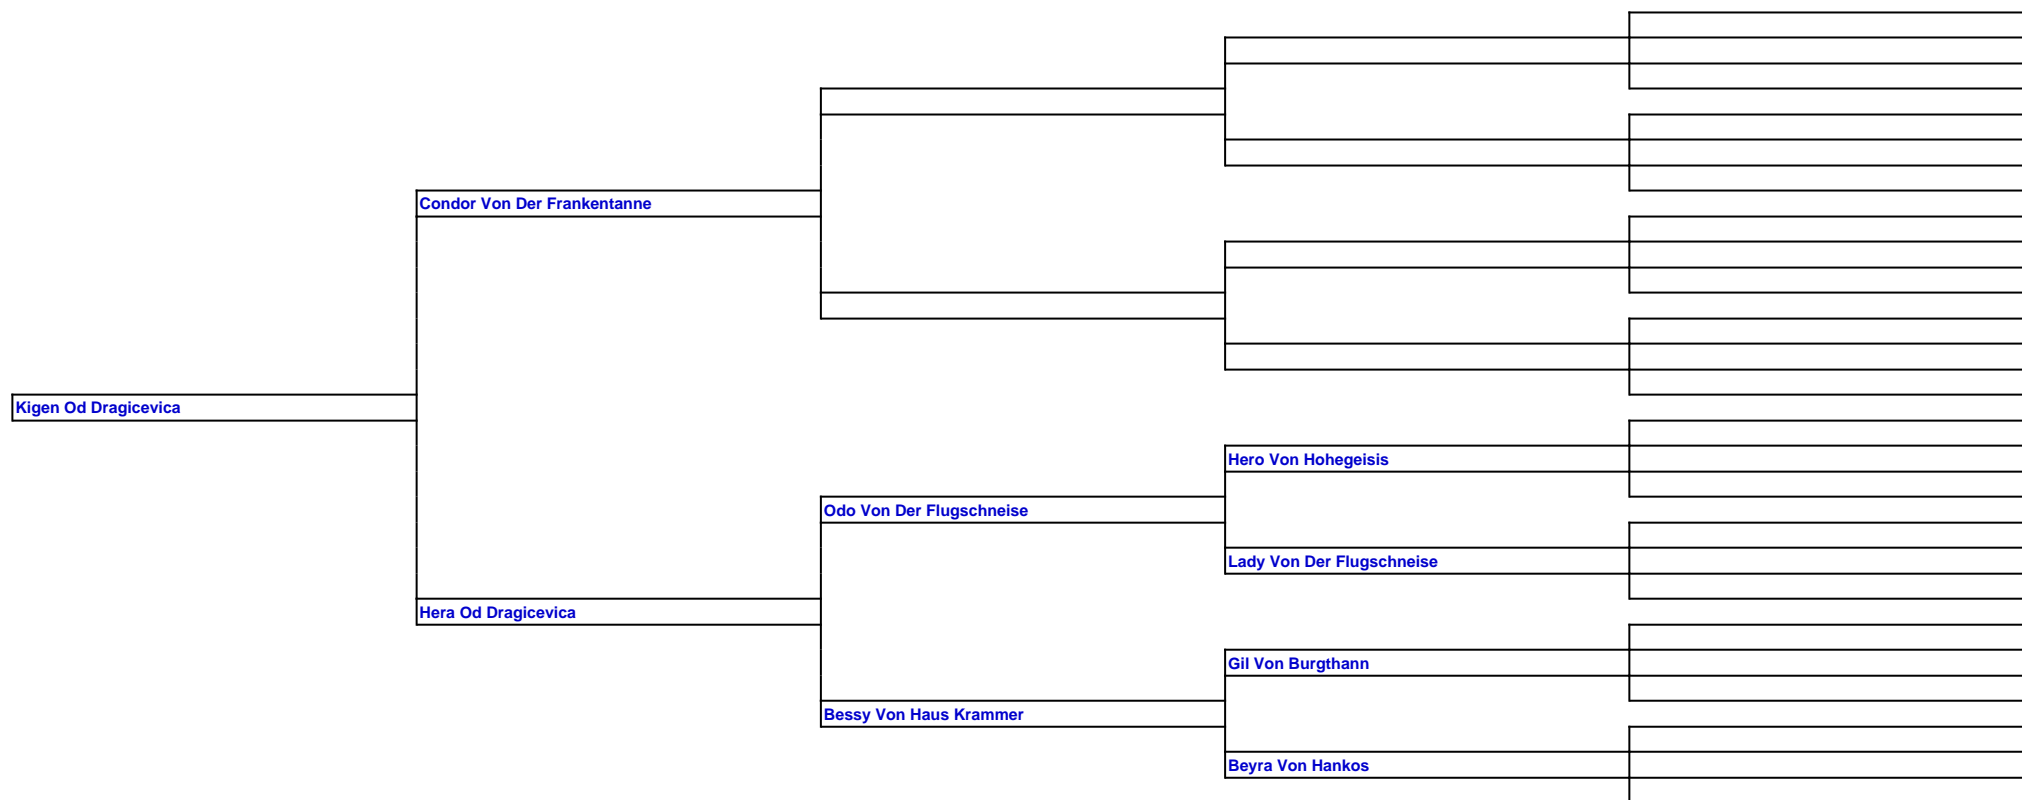 Condor Von Der Frankentanne
Kigen Od Dragicevica
Hero Von Hohegeisis
Odo Von Der Flugschneise
Lady Von Der Flugschneise
Hera Od Dragicevica
Gil Von Burgthann
Bessy Von Haus Krammer
Beyra Von Hankos